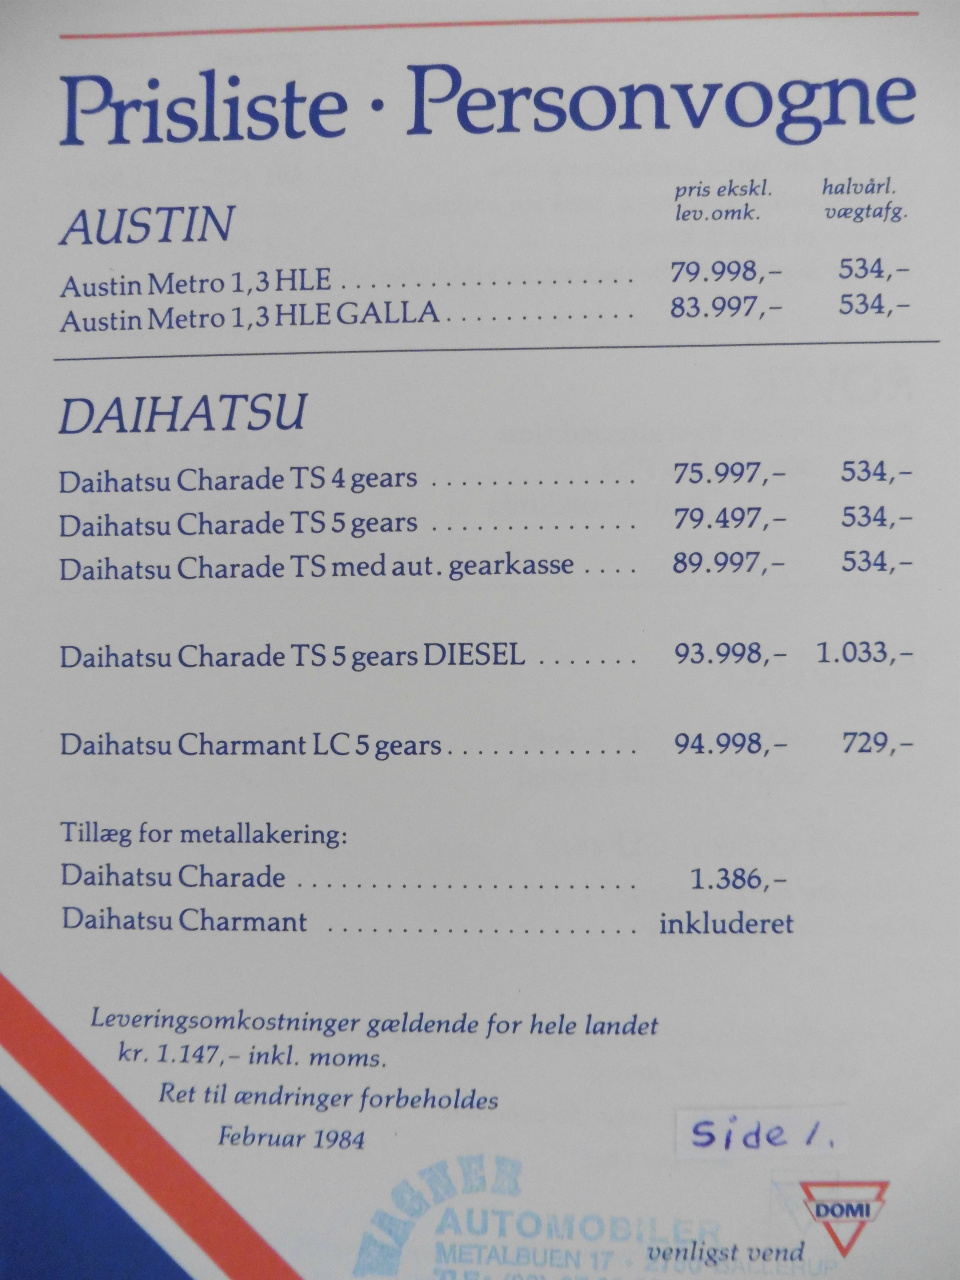 Prisliste · Personvogne
pris ekskl. halvårl.
lev.omk. vægtafg.
AUSTIN
Austin Metro 1,3 HLE .................... 79.998,– 534,–
Austin Metro 1,3 HLE GALLA ............. 83.997,– 534,–
DAIHATSU
Daihatsu Charade TS 4 gears .............. 75.997,– 534,–
Daihatsu Charade TS 5 gears .............. 79.497,– 534,–
Daihatsu Charade TS med aut. gearkasse .... 89.997,– 534,–
Daihatsu Charade TS 5 gears DIESEL ....... 93.998,– 1.033,–
Daihatsu Charmant LC 5 gears ............. 94.998,– 729,–
Tillæg for metallakering:
Daihatsu Charade ....................... 1.386,–
Daihatsu Charmant ..................... inkluderet
Leveringsomkostninger gældende for hele landet
kr. 1.147,– inkl. moms.
Ret til ændringer forbeholdes
Februar 1984
Side 1.
WAGNER
AUTOMOBILER
DOMI
METALBUEN 17 · 2750 BALLERUP
venligst vend